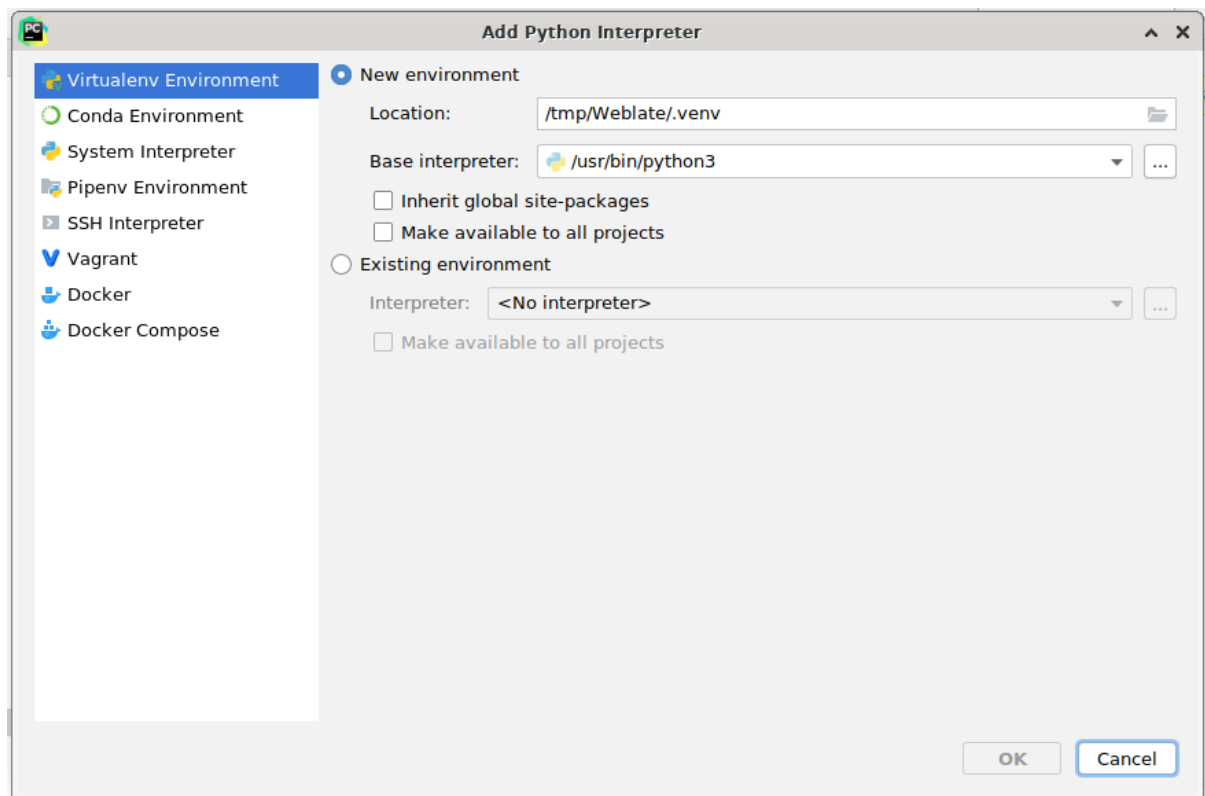 PC
Add Python Interpreter
Virtualenv Environment
Conda Environment
System Interpreter
Pipenv Environment
SSH Interpreter
Vagrant
Docker
Docker Compose
New environment
Location: /tmp/Weblate/.venv
Base interpreter: /usr/bin/python3 ...
Inherit global site-packages
Make available to all projects
Existing environment
Interpreter: <No interpreter> ...
Make available to all projects
OK Cancel